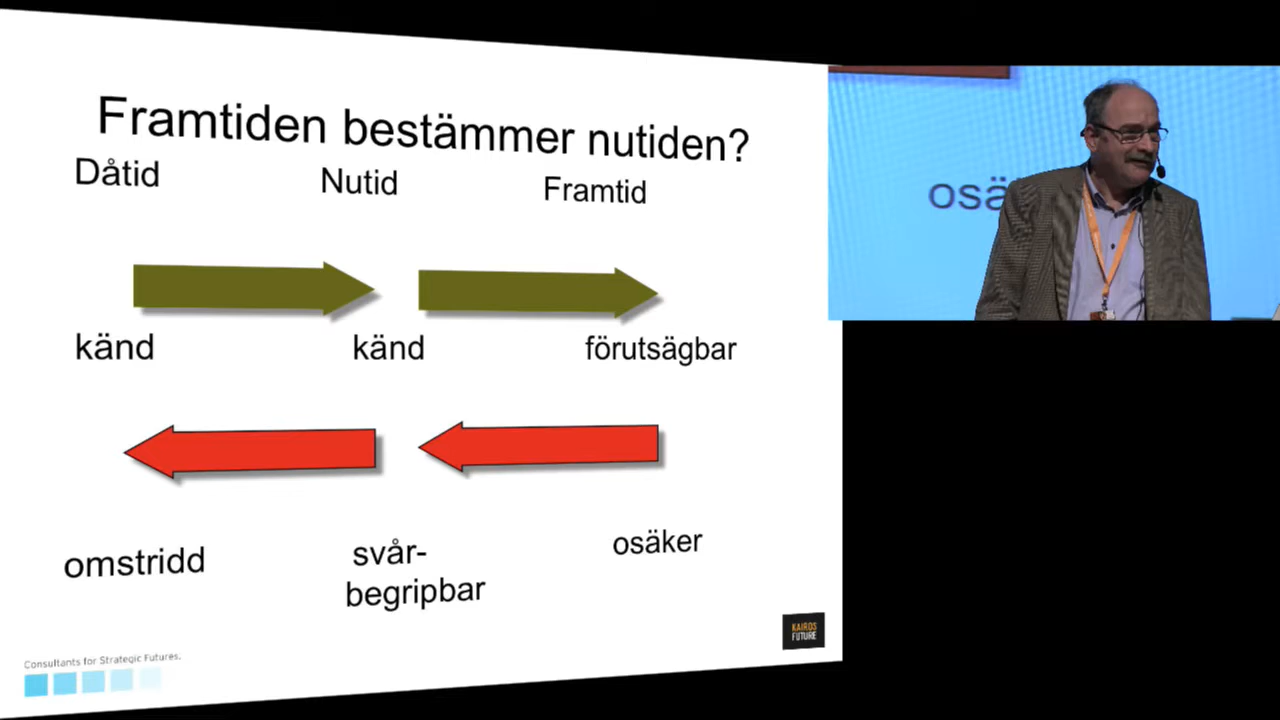 Framtiden bestämmer nutiden?
Dåtid Nutid Framtid
känd känd förutsägbar
omstridd svår-
begripbar
osäker
KAIROS
FUTURE
Consultants for Strategic Futures.
osä